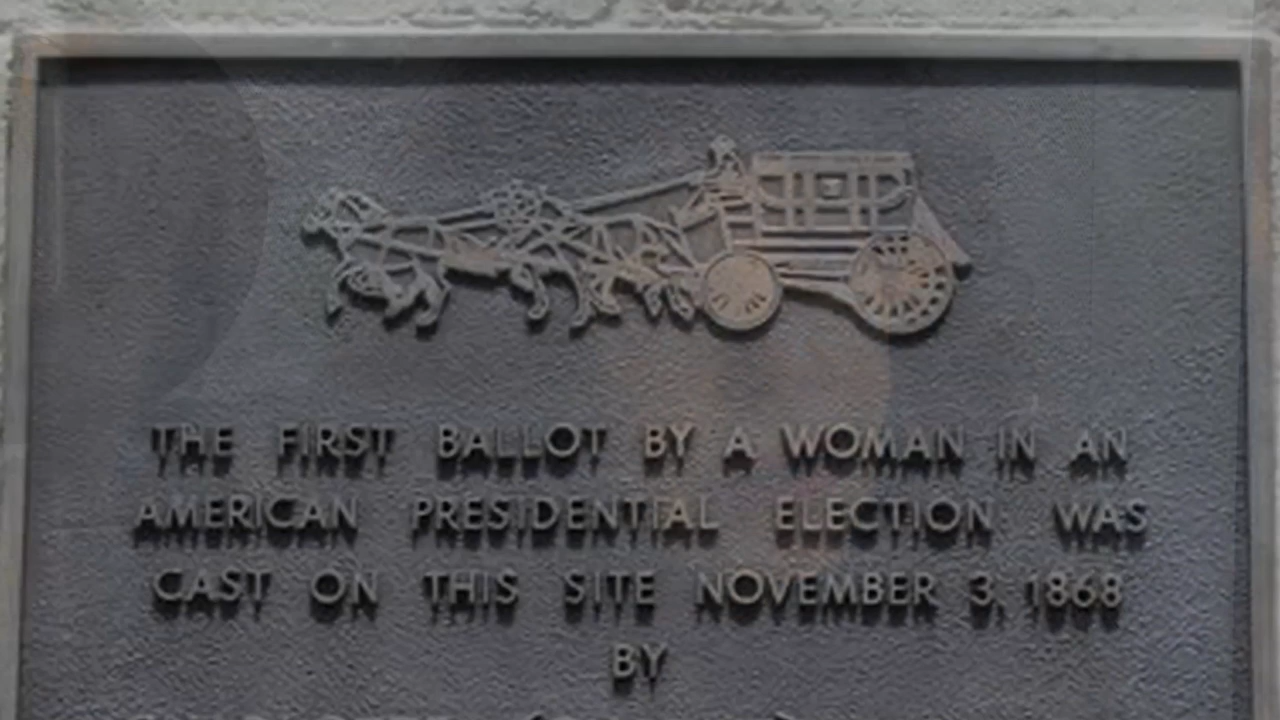 THE FIRST BALLOT BY A WOMAN IN AN
AMERICAN PRESIDENTIAL ELECTION WAS
CAST ON THIS SITE NOVEMBER 3, 1868
BY